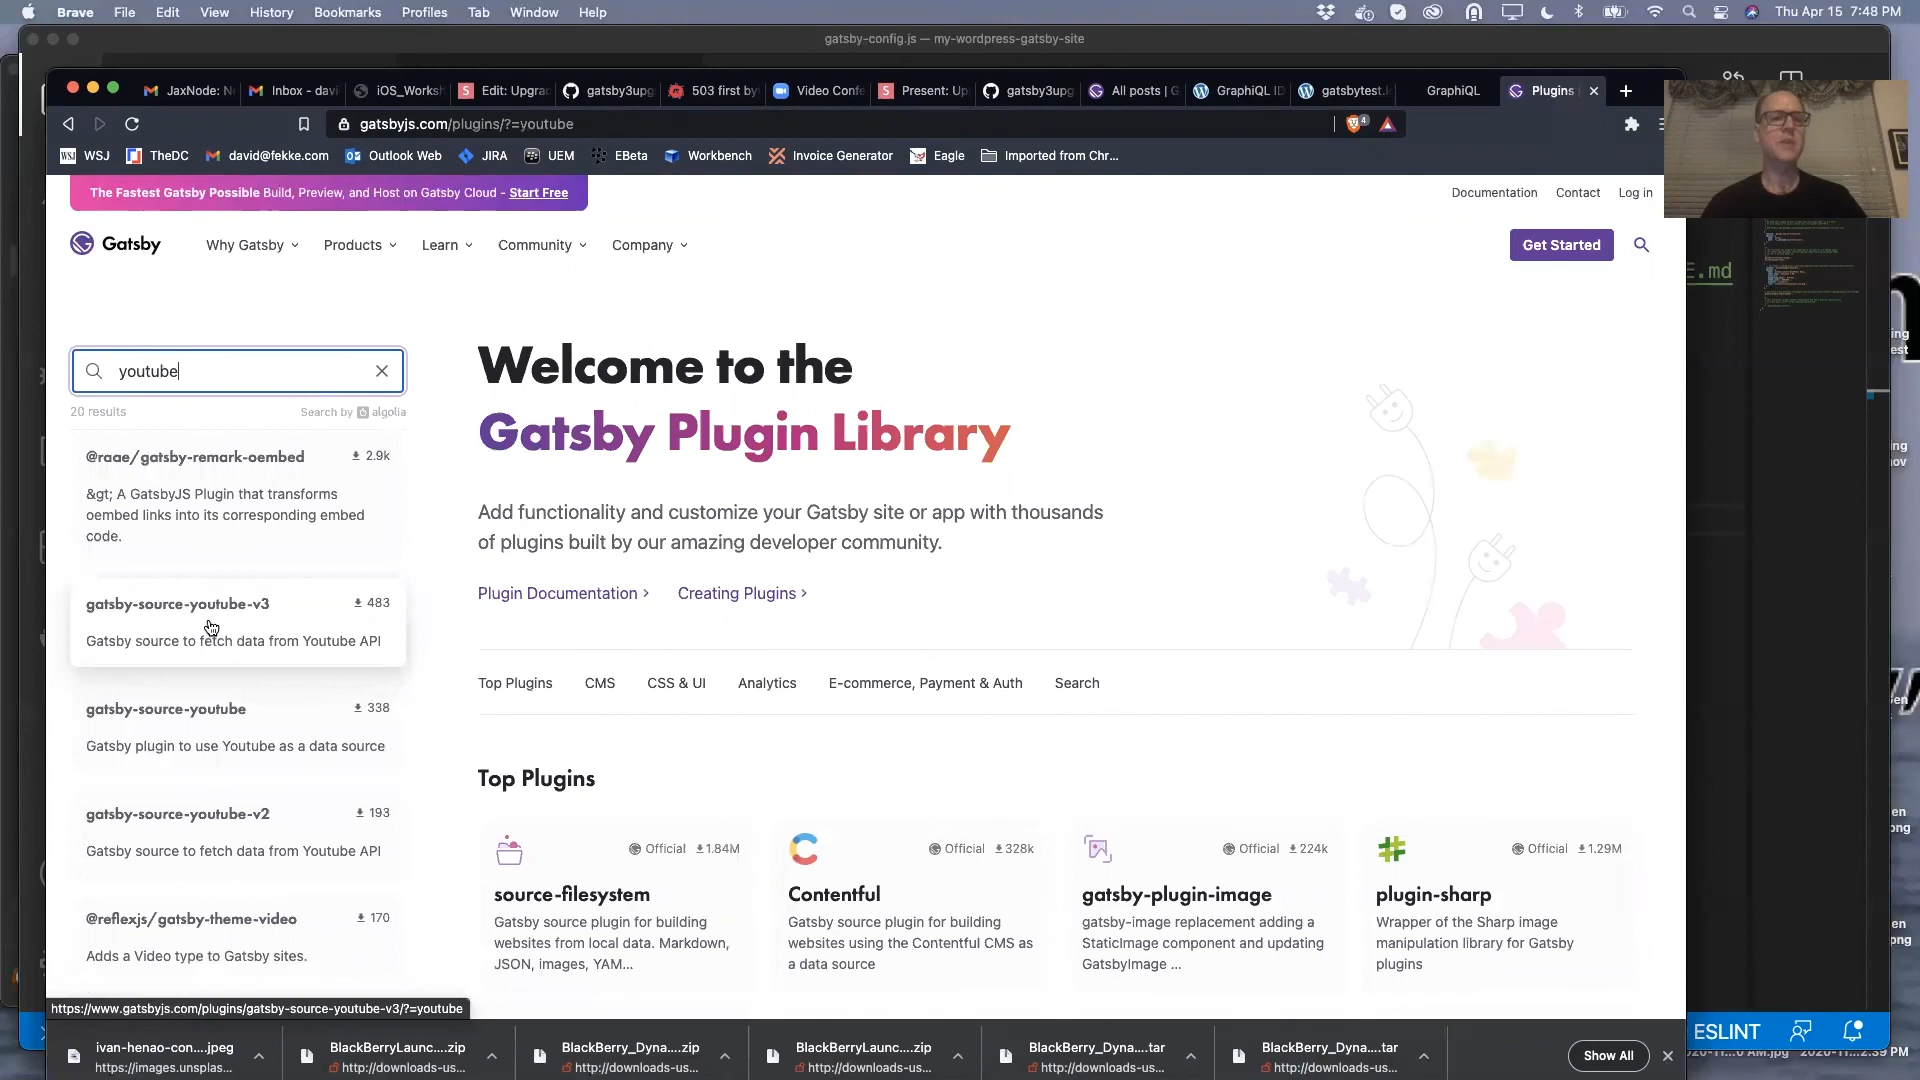 Brave File Edit View History Bookmarks Profiles Tab Window Help
Thu Apr 15 7:48 PM
gatsby-config.js — my-wordpress-gatsby-site
JaxNode: N
Inbox - davi
iOS_Worksh
Edit: Upgrad
gatsby3upg
503 first by
Video Confe
Present: Up
gatsby3upg
All posts | G
GraphiQL ID
gatsbytest.l
GraphiQL
Plugins
gatsbyjs.com/plugins/?=youtube
4
WSJ
TheDC
david@fekke.com
Outlook Web
JIRA
UEM
EBeta
Workbench
Invoice Generator
Eagle
Imported from Chr...
The Fastest Gatsby Possible Build, Preview, and Host on Gatsby Cloud - Start Free
Documentation Contact Log in
Gatsby
Why Gatsby
Products
Learn
Community
Company
Get Started
E.md
youtube
20 results
Search by algolia
@raae/gatsby-remark-oembed 2.9k
&gt; A GatsbyJS Plugin that transforms
oembed links into its corresponding embed
code.
gatsby-source-youtube-v3 483
Gatsby source to fetch data from Youtube API
gatsby-source-youtube 338
Gatsby plugin to use Youtube as a data source
gatsby-source-youtube-v2 193
Gatsby source to fetch data from Youtube API
@reflexjs/gatsby-theme-video 170
Adds a Video type to Gatsby sites.
https://www.gatsbyjs.com/plugins/gatsby-source-youtube-v3/?=youtube
Welcome to the
Gatsby Plugin Library
Add functionality and customize your Gatsby site or app with thousands
of plugins built by our amazing developer community.
Plugin Documentation ›
Creating Plugins ›
Top Plugins CMS CSS & UI Analytics E-commerce, Payment & Auth Search
Top Plugins
Official 1.84M
source-filesystem
Gatsby source plugin for building
websites from local data. Markdown,
JSON, images, YAM...
Official 328k
Contentful
Gatsby source plugin for building
websites using the Contentful CMS as
a data source
Official 224k
gatsby-plugin-image
gatsby-image replacement adding a
StaticImage component and updating
GatsbyImage ...
Official 1.29M
plugin-sharp
Wrapper of the Sharp image
manipulation library for Gatsby
plugins
ivan-henao-con....jpeg
https://images.unsplas...
BlackBerryLaunc....zip
http://downloads-us...
BlackBerry_Dyna....zip
http://downloads-us...
BlackBerryLaunc....zip
http://downloads-us...
BlackBerry_Dyna....tar
http://downloads-us...
BlackBerry_Dyna....tar
http://downloads-us...
Show All
ESLINT